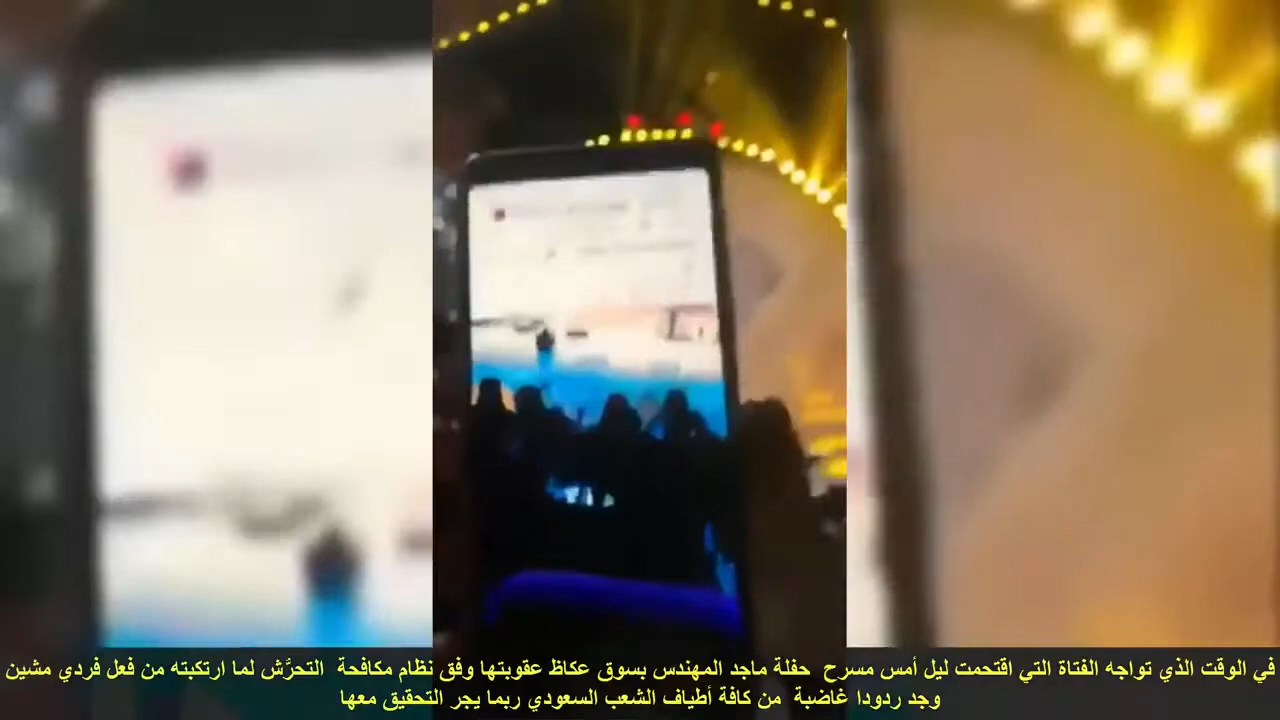 في الوقت الذي تواجه الفتاة التي اقتحمت ليل أمس مسرح حفلة ماجد المهندس بسوق عكاظ عقوبتها وفق نظام مكافحة التحرَّش لما ارتكبته من فعل فردي مشين
وجد ردودا غاضبة من كافة أطياف الشعب السعودي ربما يجر التحقيق معها